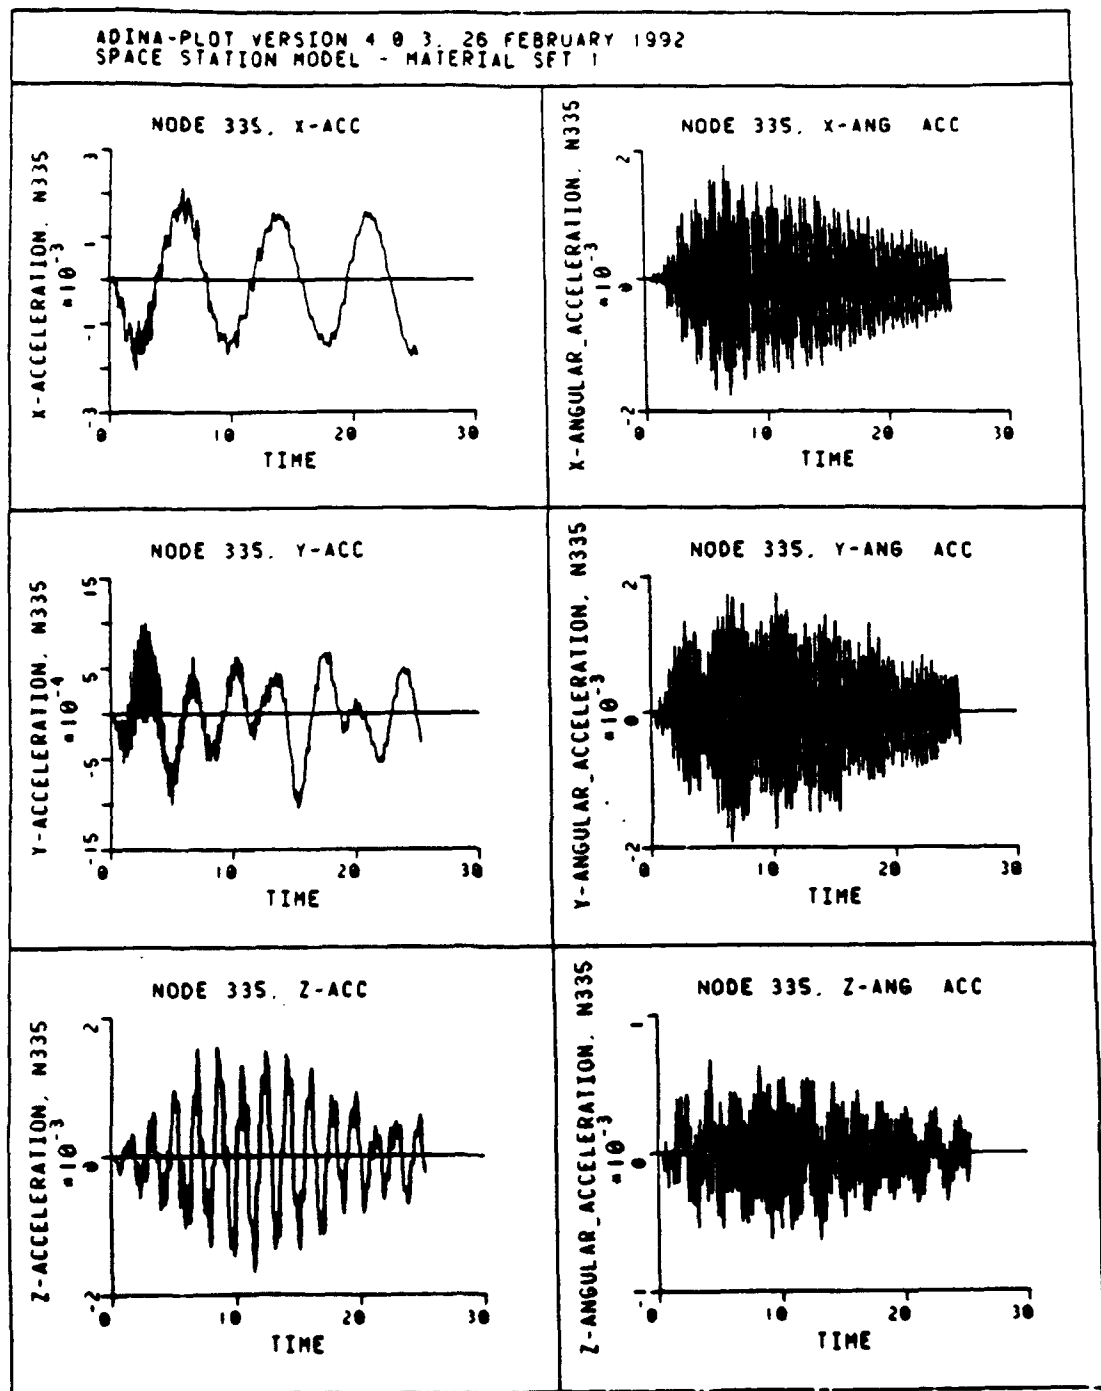 ADINA-PLOT VERSION 4.0.3, 26 FEBRUARY 1992
SPACE STATION MODEL - MATERIAL SET 1
NODE 335, X-ACC
X-ACCELERATION, N335
*10^-3
3
1
-1
-3
0
10
20
30
TIME
NODE 335, X-ANG ACC
X-ANGULAR_ACCELERATION, N335
*10^-3
2
0
-2
0
10
20
30
TIME
NODE 335, Y-ACC
Y-ACCELERATION, N335
*10^-4
15
5
-5
-15
0
10
20
30
TIME
NODE 335, Y-ANG ACC
Y-ANGULAR_ACCELERATION, N335
*10^-3
2
0
-2
0
10
20
30
TIME
NODE 335, Z-ACC
Z-ACCELERATION, N335
*10^-3
2
0
-2
0
10
20
30
TIME
NODE 335, Z-ANG ACC
Z-ANGULAR_ACCELERATION, N335
*10^-3
1
0
-1
0
10
20
30
TIME